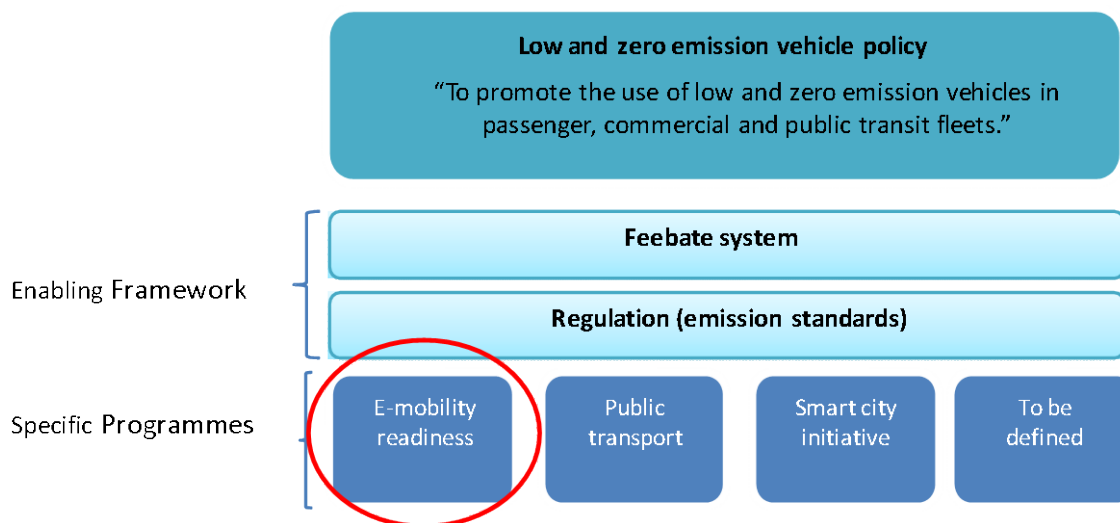 Low and zero emission vehicle policy
“To promote the use of low and zero emission vehicles in
passenger, commercial and public transit fleets.”
Enabling Framework
Feebate system
Regulation (emission standards)
Specific Programmes
E-mobility
readiness
Public
transport
Smart city
initiative
To be
defined